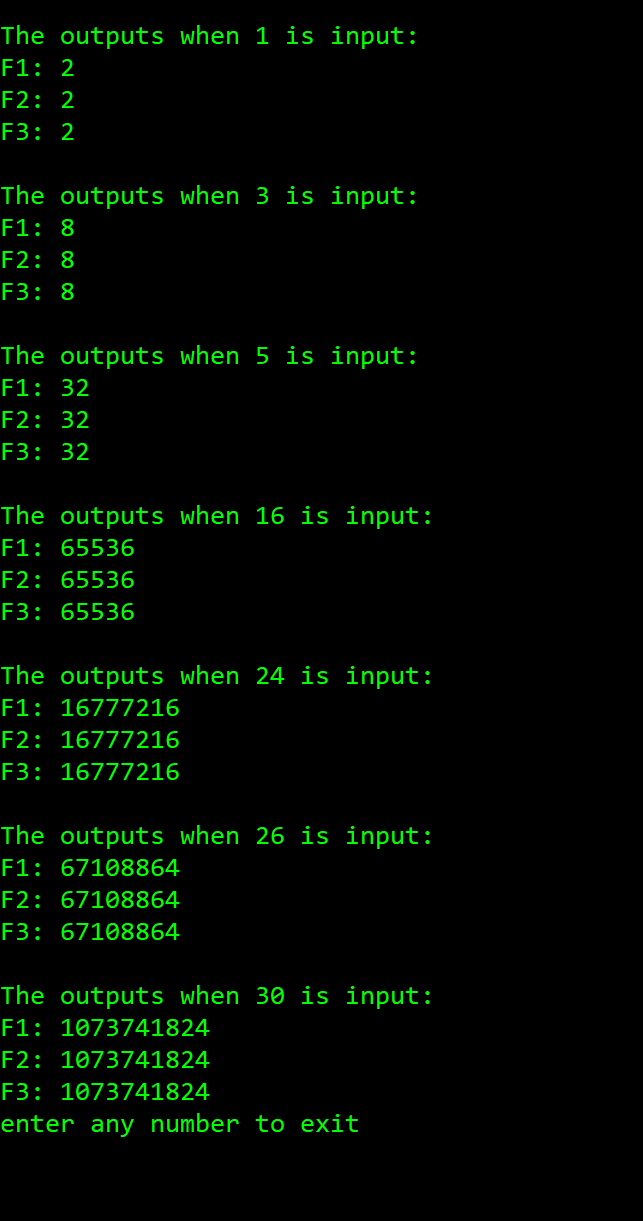 The outputs when 1 is input:
F1: 2
F2: 2
F3: 2
The outputs when 3 is input:
F1: 8
F2: 8
F3: 8
The outputs when 5 is input:
F1: 32
F2: 32
F3: 32
The outputs when 16 is input:
F1: 65536
F2: 65536
F3: 65536
The outputs when 24 is input:
F1: 16777216
F2: 16777216
F3: 16777216
The outputs when 26 is input:
F1: 67108864
F2: 67108864
F3: 67108864
The outputs when 30 is input:
F1: 1073741824
F2: 1073741824
F3: 1073741824
enter any number to exit